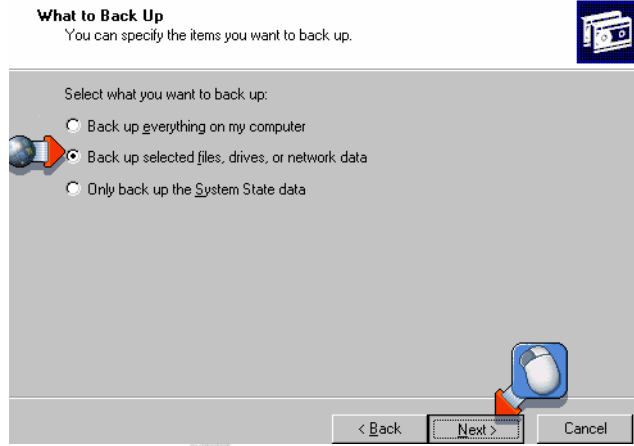 What to Back Up
You can specify the items you want to back up.
Select what you want to back up:
Back up everything on my computer
Back up selected files, drives, or network data
Only back up the System State data
< Back
Next >
Cancel